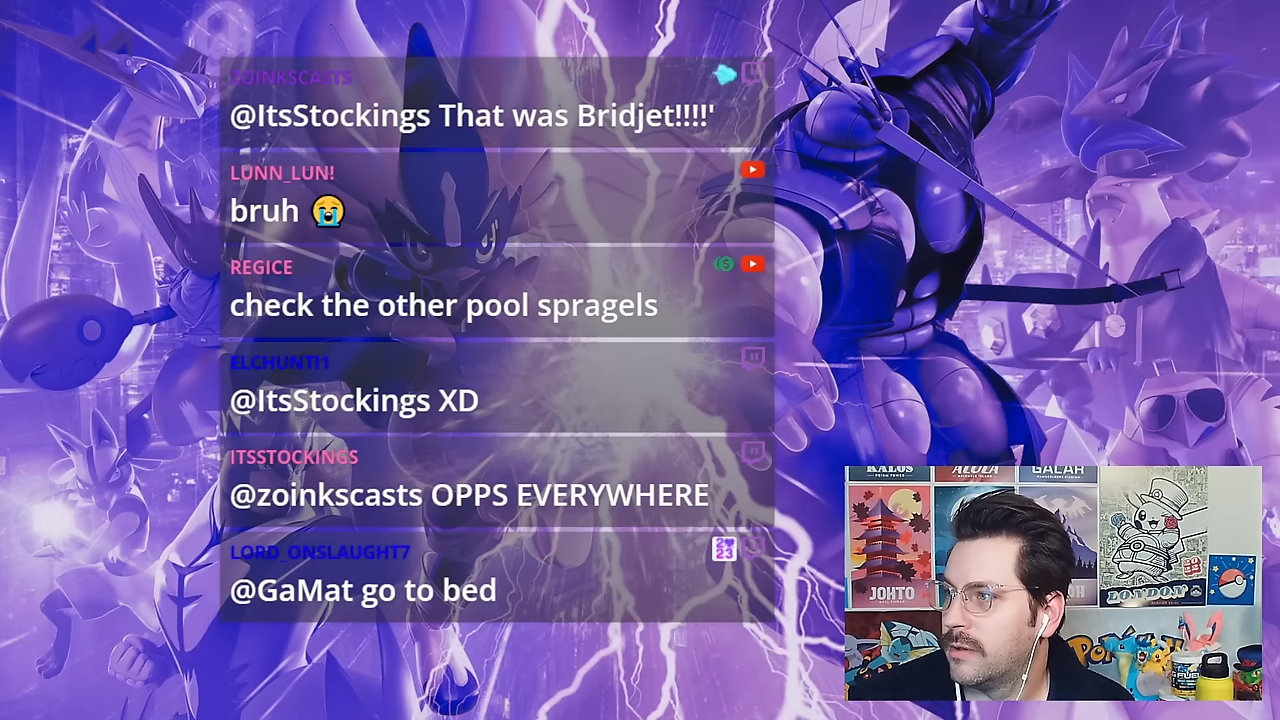 ZOINKSCASTS
@ItsStockings That was Bridjet!!!!'
LUNN_LUN!
bruh 😭
REGICE
check the other pool spragels
ELCHUNTI1
@ItsStockings XD
ITSSTOCKINGS
@zoinkscasts OPPS EVERYWHERE
LORD_ONSLAUGHT7
2023
@GaMat go to bed
KALOS
ALOLA
GALAR
JOHTO
LONDON